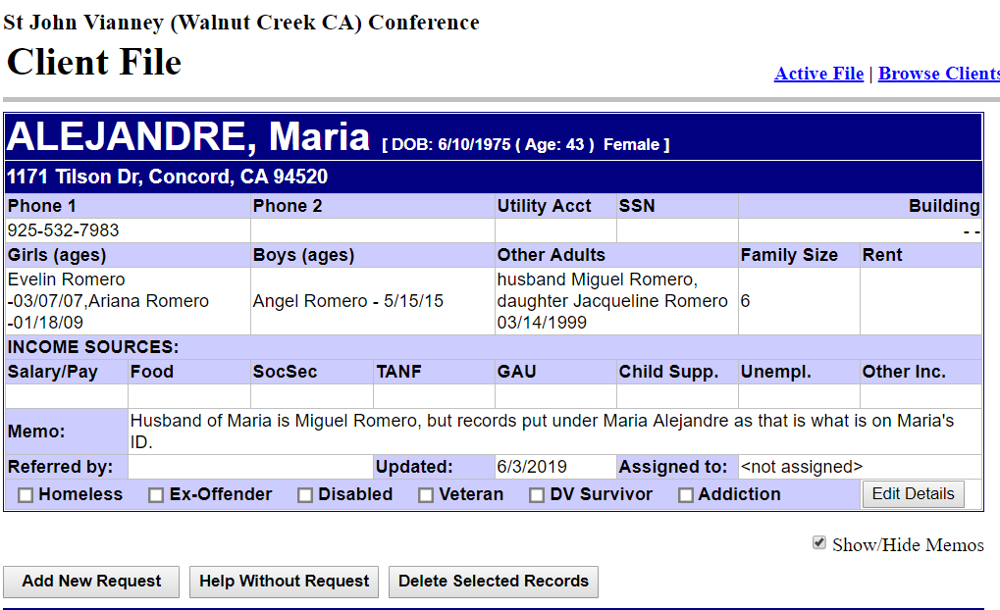 St John Vianney (Walnut Creek CA) Conference
Client File
Active File | Browse Clients
ALEJANDRE, Maria [ DOB: 6/10/1975 ( Age: 43 ) Female ]
1171 Tilson Dr, Concord, CA 94520
Phone 1 Phone 2 Utility Acct SSN Building
925-532-7983 - -
Girls (ages) Boys (ages) Other Adults Family Size Rent
Evelin Romero
-03/07/07,Ariana Romero
-01/18/09
Angel Romero - 5/15/15
husband Miguel Romero,
daughter Jacqueline Romero
03/14/1999
6
INCOME SOURCES:
Salary/Pay Food SocSec TANF GAU Child Supp. Unempl. Other Inc.
Memo:
Husband of Maria is Miguel Romero, but records put under Maria Alejandre as that is what is on Maria's
ID.
Referred by: Updated: 6/3/2019 Assigned to: <not assigned>
Homeless Ex-Offender Disabled Veteran DV Survivor Addiction Edit Details
Show/Hide Memos
Add New Request Help Without Request Delete Selected Records